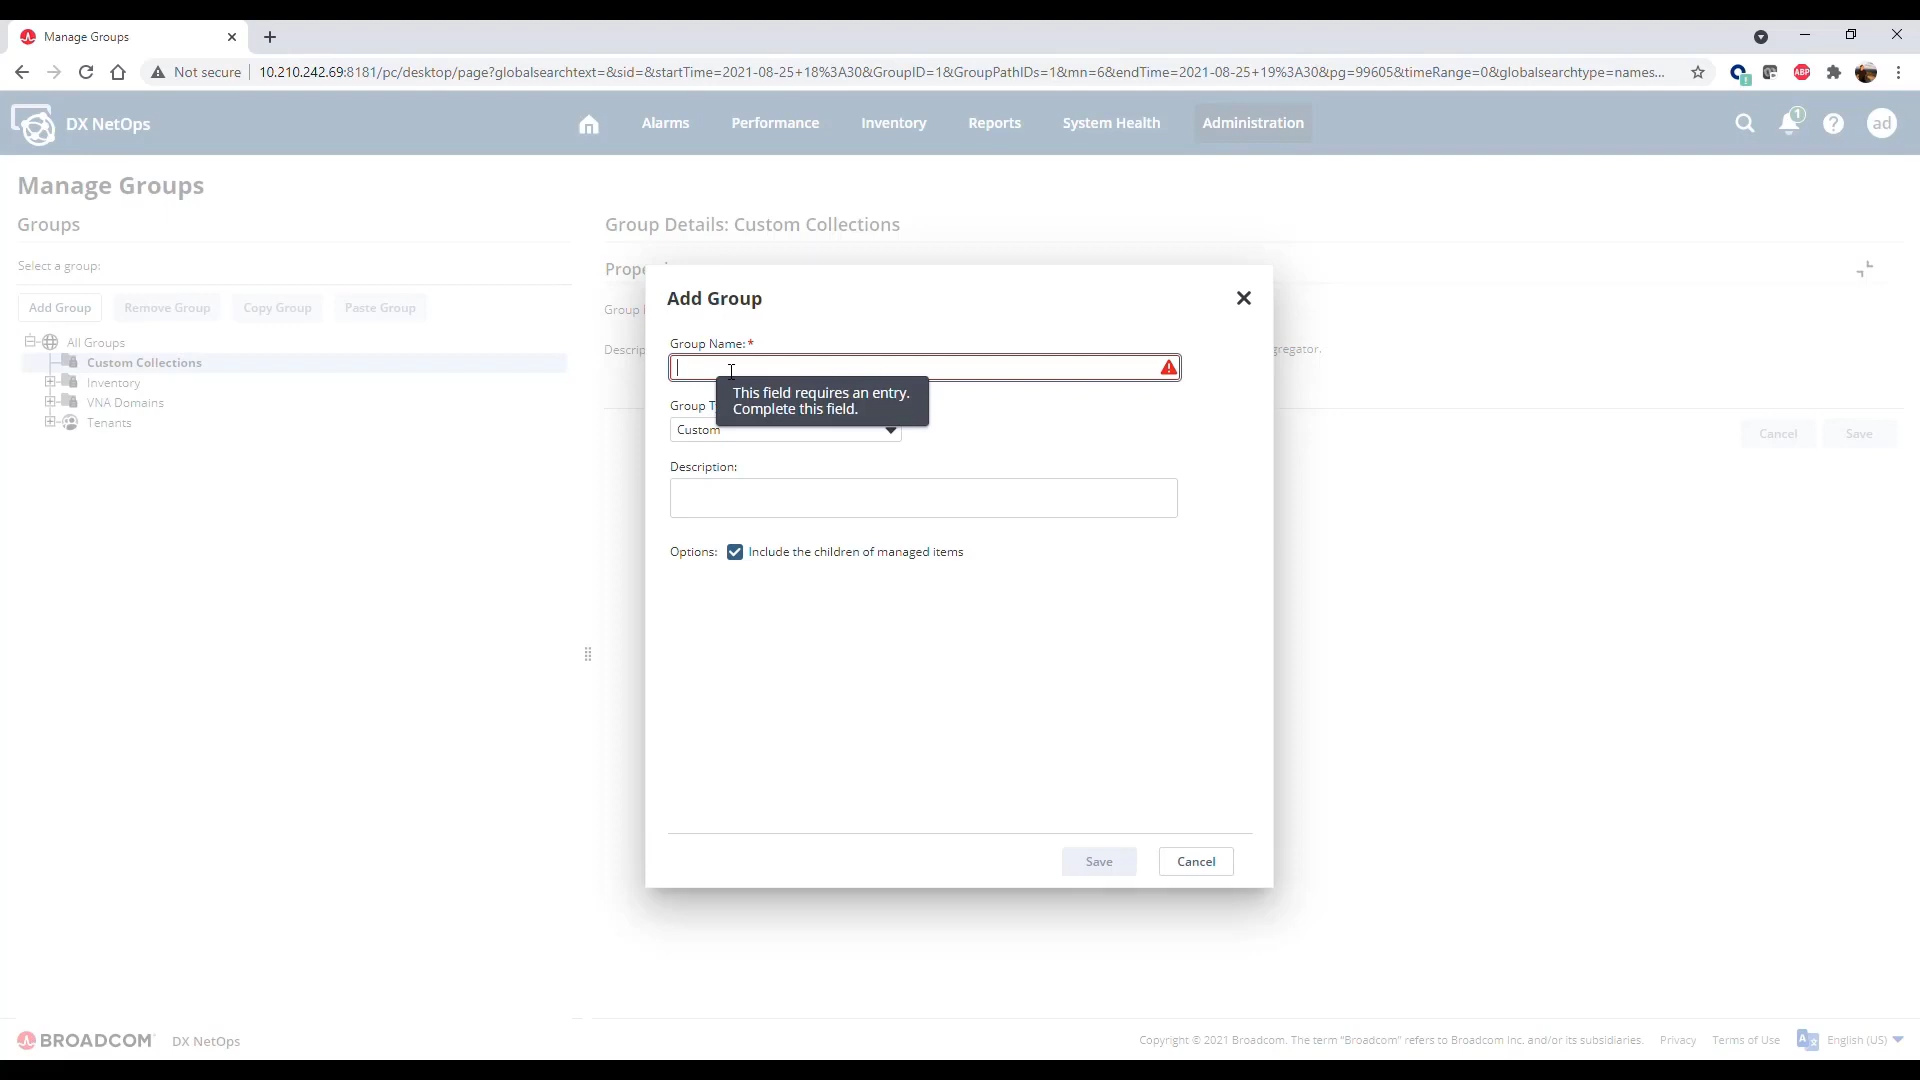 Manage Groups
Not secure
10.210.242.69:8181/pc/desktop/page?globalsearchtext=&sid=&startTime=2021-08-25+18%3A30&GroupID=1&GroupPathIDs=1&mn=6&endTime=2021-08-25+19%3A30&pg=99605&timeRange=0&globalsearchtype=names...
ABP
DX NetOps
Alarms
Performance
Inventory
Reports
System Health
Administration
1
ad
Manage Groups
Groups
Group Details: Custom Collections
Select a group:
Add Group
Remove Group
Copy Group
Paste Group
All Groups
Custom Collections
Inventory
VNA Domains
Tenants
Group
Cancel
Save
Add Group
Group Name:*
This field requires an entry.
Complete this field.
Group T
Custom
Description:
Options:
Include the children of managed items
Save
Cancel
BROADCOM
DX NetOps
Copyright © 2021 Broadcom. The term "Broadcom" refers to Broadcom Inc. and/or its subsidiaries.
Privacy
Terms of Use
English (US)